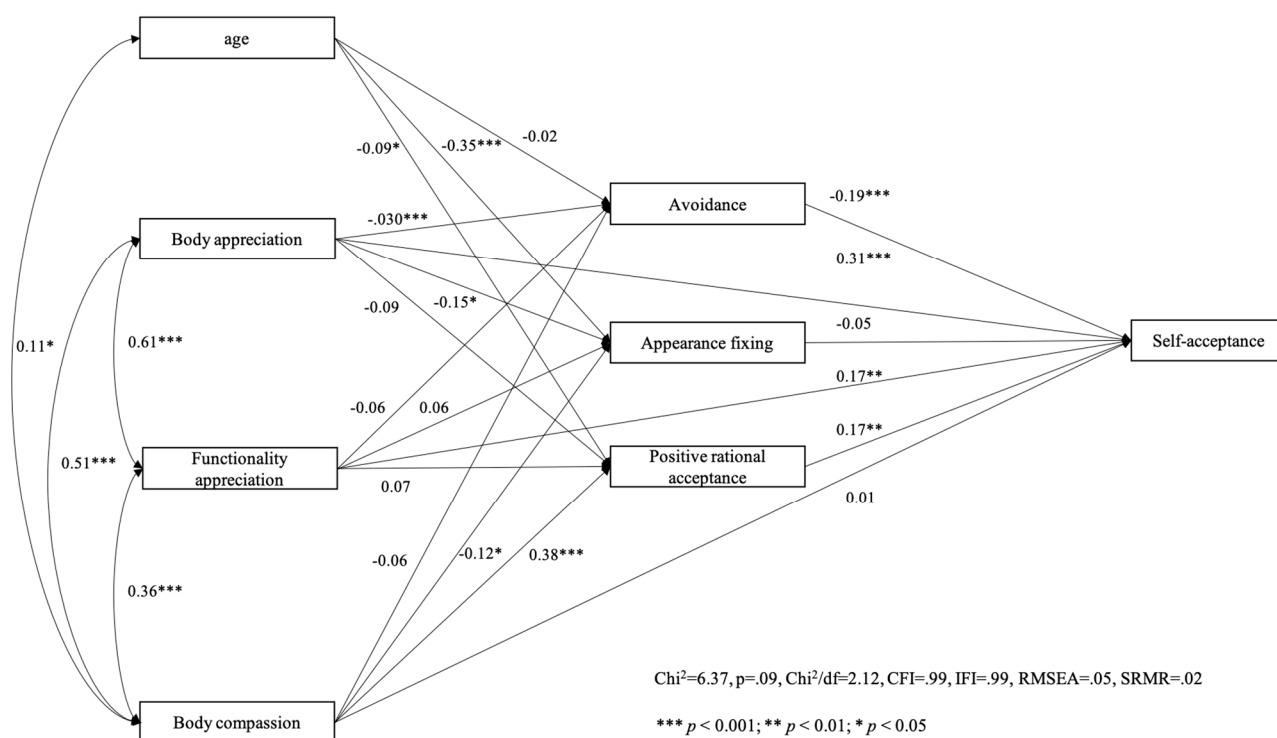 age
-0.02
-0.09*
-0.35***
Avoidance
-0.19***
Body appreciation
-.030***
0.31***
-0.09
-0.15*
-0.05
0.11*
0.61***
Appearance fixing
Self-acceptance
0.17**
-0.06
0.06
0.17**
0.51***
Functionality
appreciation
Positive rational
acceptance
0.07
0.01
-0.06
-0.12*
0.38***
0.36***
Body compassion
Chi²=6.37, p=.09, Chi²/df=2.12, CFI=.99, IFI=.99, RMSEA=.05, SRMR=.02
*** p < 0.001; ** p < 0.01; * p < 0.05